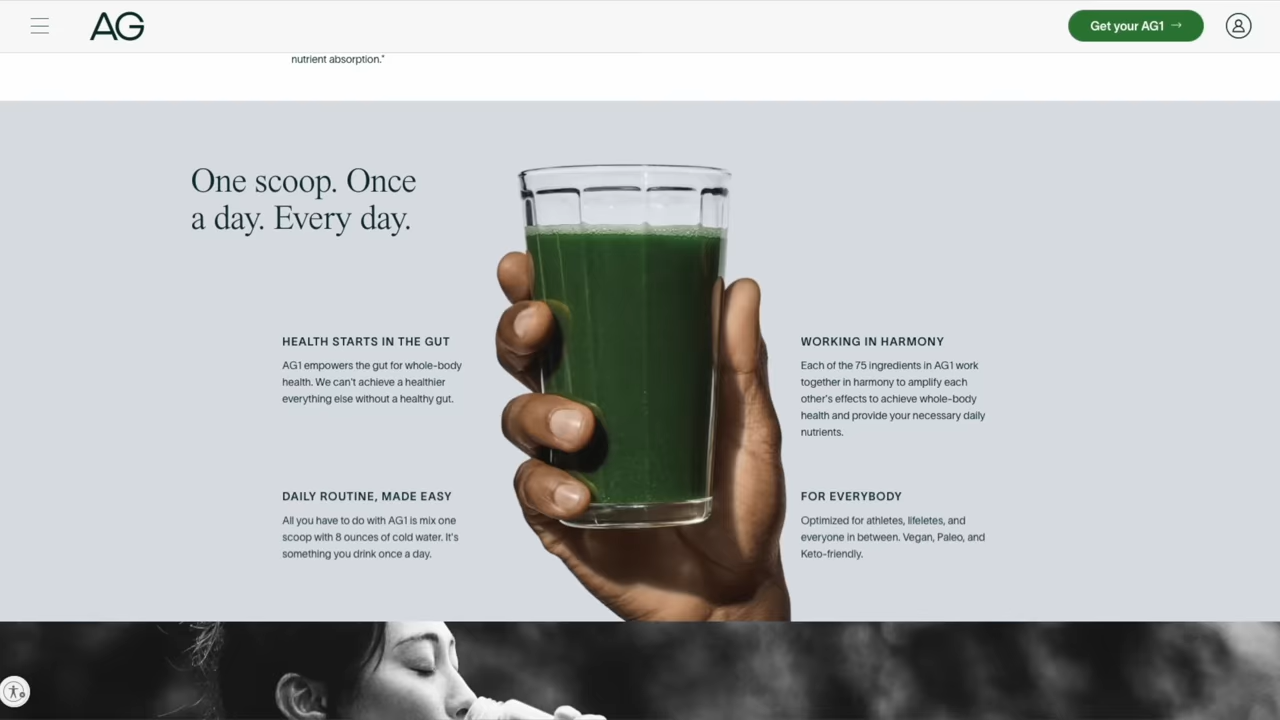 AG
Get your AG1 →
nutrient absorption.*
One scoop. Once
a day. Every day.
HEALTH STARTS IN THE GUT
AG1 empowers the gut for whole-body
health. We can't achieve a healthier
everything else without a healthy gut.
WORKING IN HARMONY
Each of the 75 ingredients in AG1 work
together in harmony to amplify each
other's effects to achieve whole-body
health and provide your necessary daily
nutrients.
DAILY ROUTINE, MADE EASY
All you have to do with AG1 is mix one
scoop with 8 ounces of cold water. It's
something you drink once a day.
FOR EVERYBODY
Optimized for athletes, lifeletes, and
everyone in between. Vegan, Paleo, and
Keto-friendly.